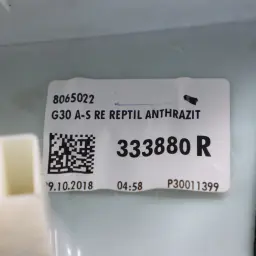 8065022
G30 A-S RE REPTIL ANTHRAZIT
333880 R
9.10.2018 04:58 P30011399